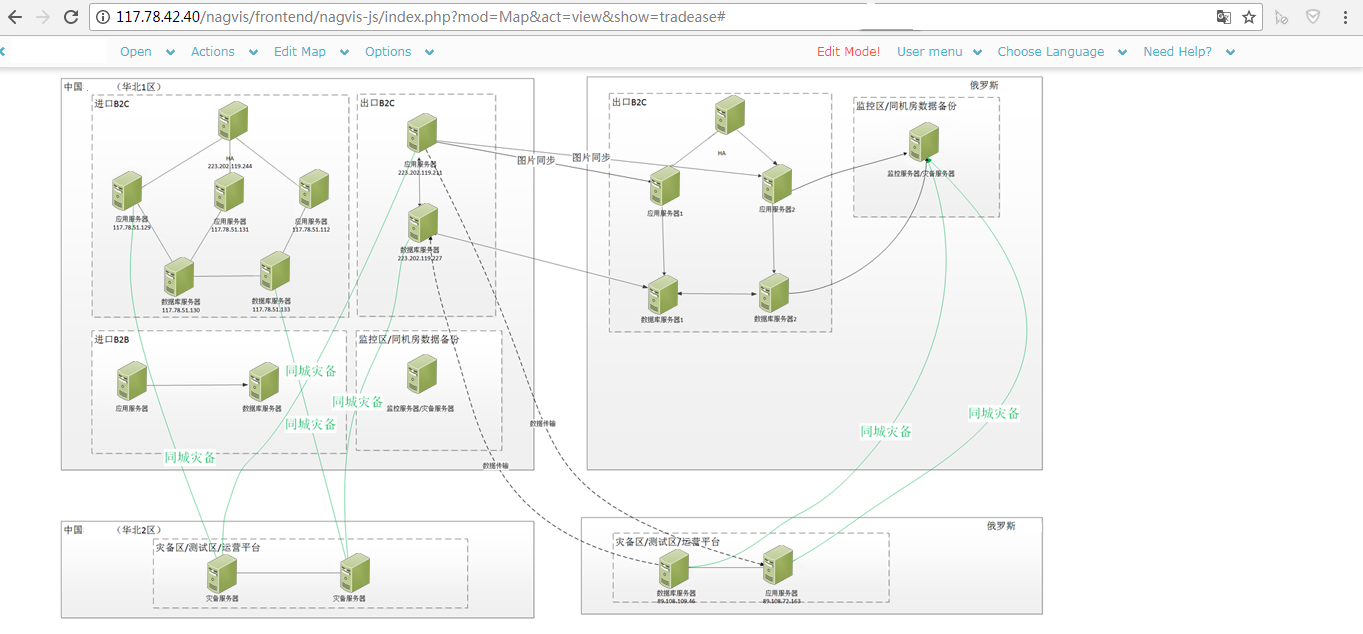 117.78.42.40/nagvis/frontend/nagvis-js/index.php?mod=Map&act=view&show=tradease#
Open Actions Edit Map Options Edit Mode! User menu Choose Language Need Help?
中国 （华北1区）
进口B2C
HA
223.202.119.244
应用服务器
117.78.51.129
应用服务器
117.78.51.131
应用服务器
117.78.51.112
数据库服务器
117.78.51.130
数据库服务器
117.78.51.133
出口B2C
应用服务器
223.202.119.211
数据库服务器
223.202.119.227
图片同步
图片同步
进口B2B
应用服务器
数据库服务器
监控区/同机房数据备份
监控服务器/灾备服务器
同城灾备
同城灾备
同城灾备
同城灾备
数据传输
数据传输
俄罗斯
出口B2C
HA
应用服务器1
应用服务器2
数据库服务器1
数据库服务器2
监控区/同机房数据备份
监控服务器/灾备服务器
同城灾备
同城灾备
中国 （华北2区）
灾备区/测试区/运营平台
灾备服务器
灾备服务器
俄罗斯
灾备区/测试区/运营平台
数据库服务器
89.108.109.46
应用服务器
89.108.72.163